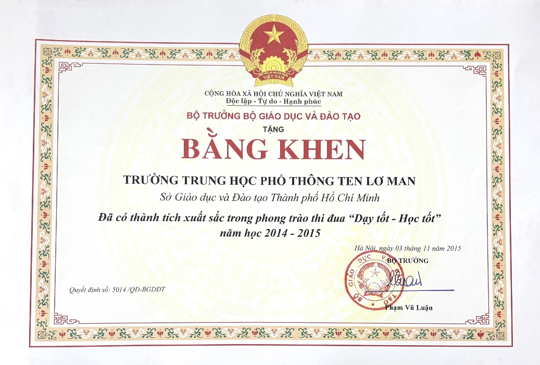 VIỆT NAM
CỘNG HÒA XÃ HỘI CHỦ NGHĨA VIỆT NAM
Độc lập - Tự do - Hạnh phúc
BỘ TRƯỞNG BỘ GIÁO DỤC VÀ ĐÀO TẠO
TẶNG
BẰNG KHEN
TRƯỜNG TRUNG HỌC PHỔ THÔNG TEN LƠ MAN
Sở Giáo dục và Đào tạo Thành phố Hồ Chí Minh
Đã có thành tích xuất sắc trong phong trào thi đua “Dạy tốt - Học tốt”
năm học 2014 - 2015
Hà Nội, ngày 03 tháng 11 năm 2015
BỘ TRƯỞNG
Quyết định số: 5014 /QĐ-BGDĐT
Phạm Vũ Luận